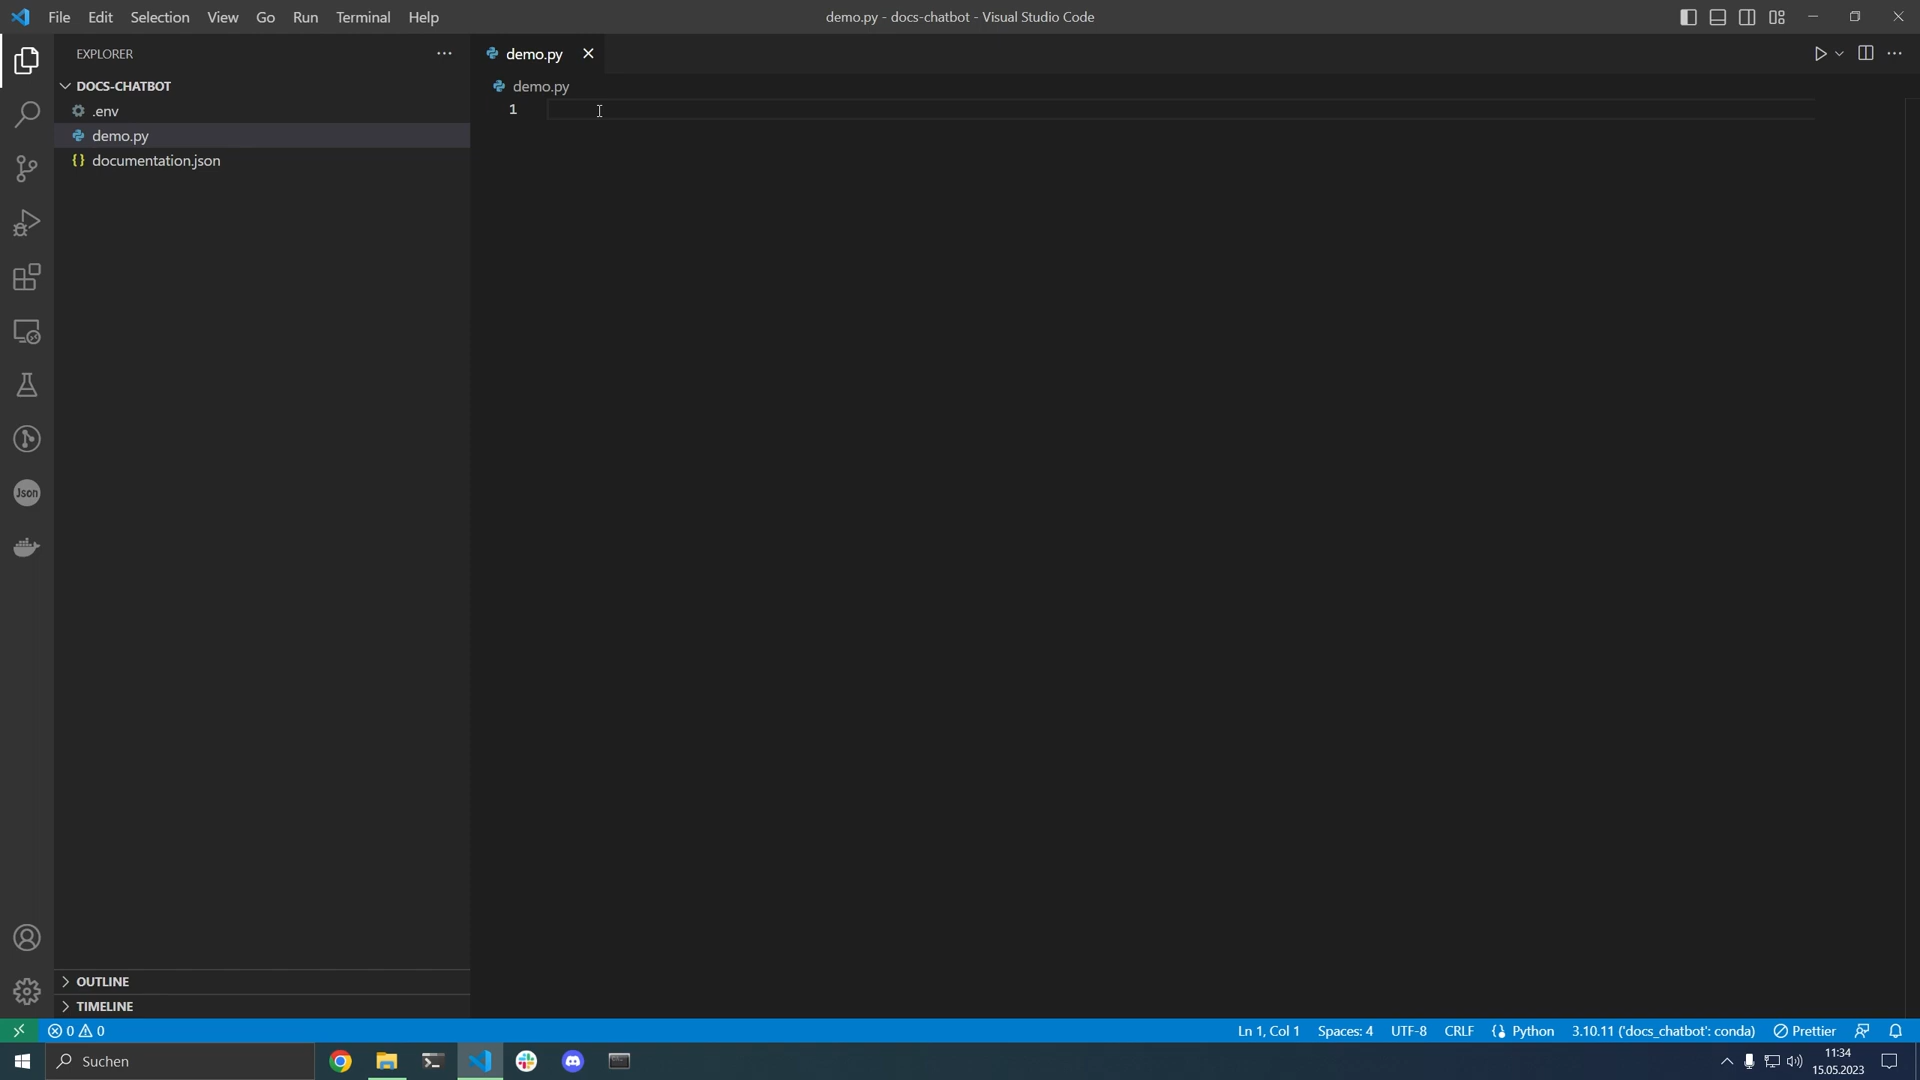 File Edit Selection View Go Run Terminal Help
demo.py - docs-chatbot - Visual Studio Code
EXPLORER
DOCS-CHATBOT
.env
demo.py
documentation.json
OUTLINE
TIMELINE
demo.py
demo.py
1
Json
0 0
Ln 1, Col 1 Spaces: 4 UTF-8 CRLF Python 3.10.11 ('docs_chatbot': conda) Prettier
Suchen
11:34
15.05.2023